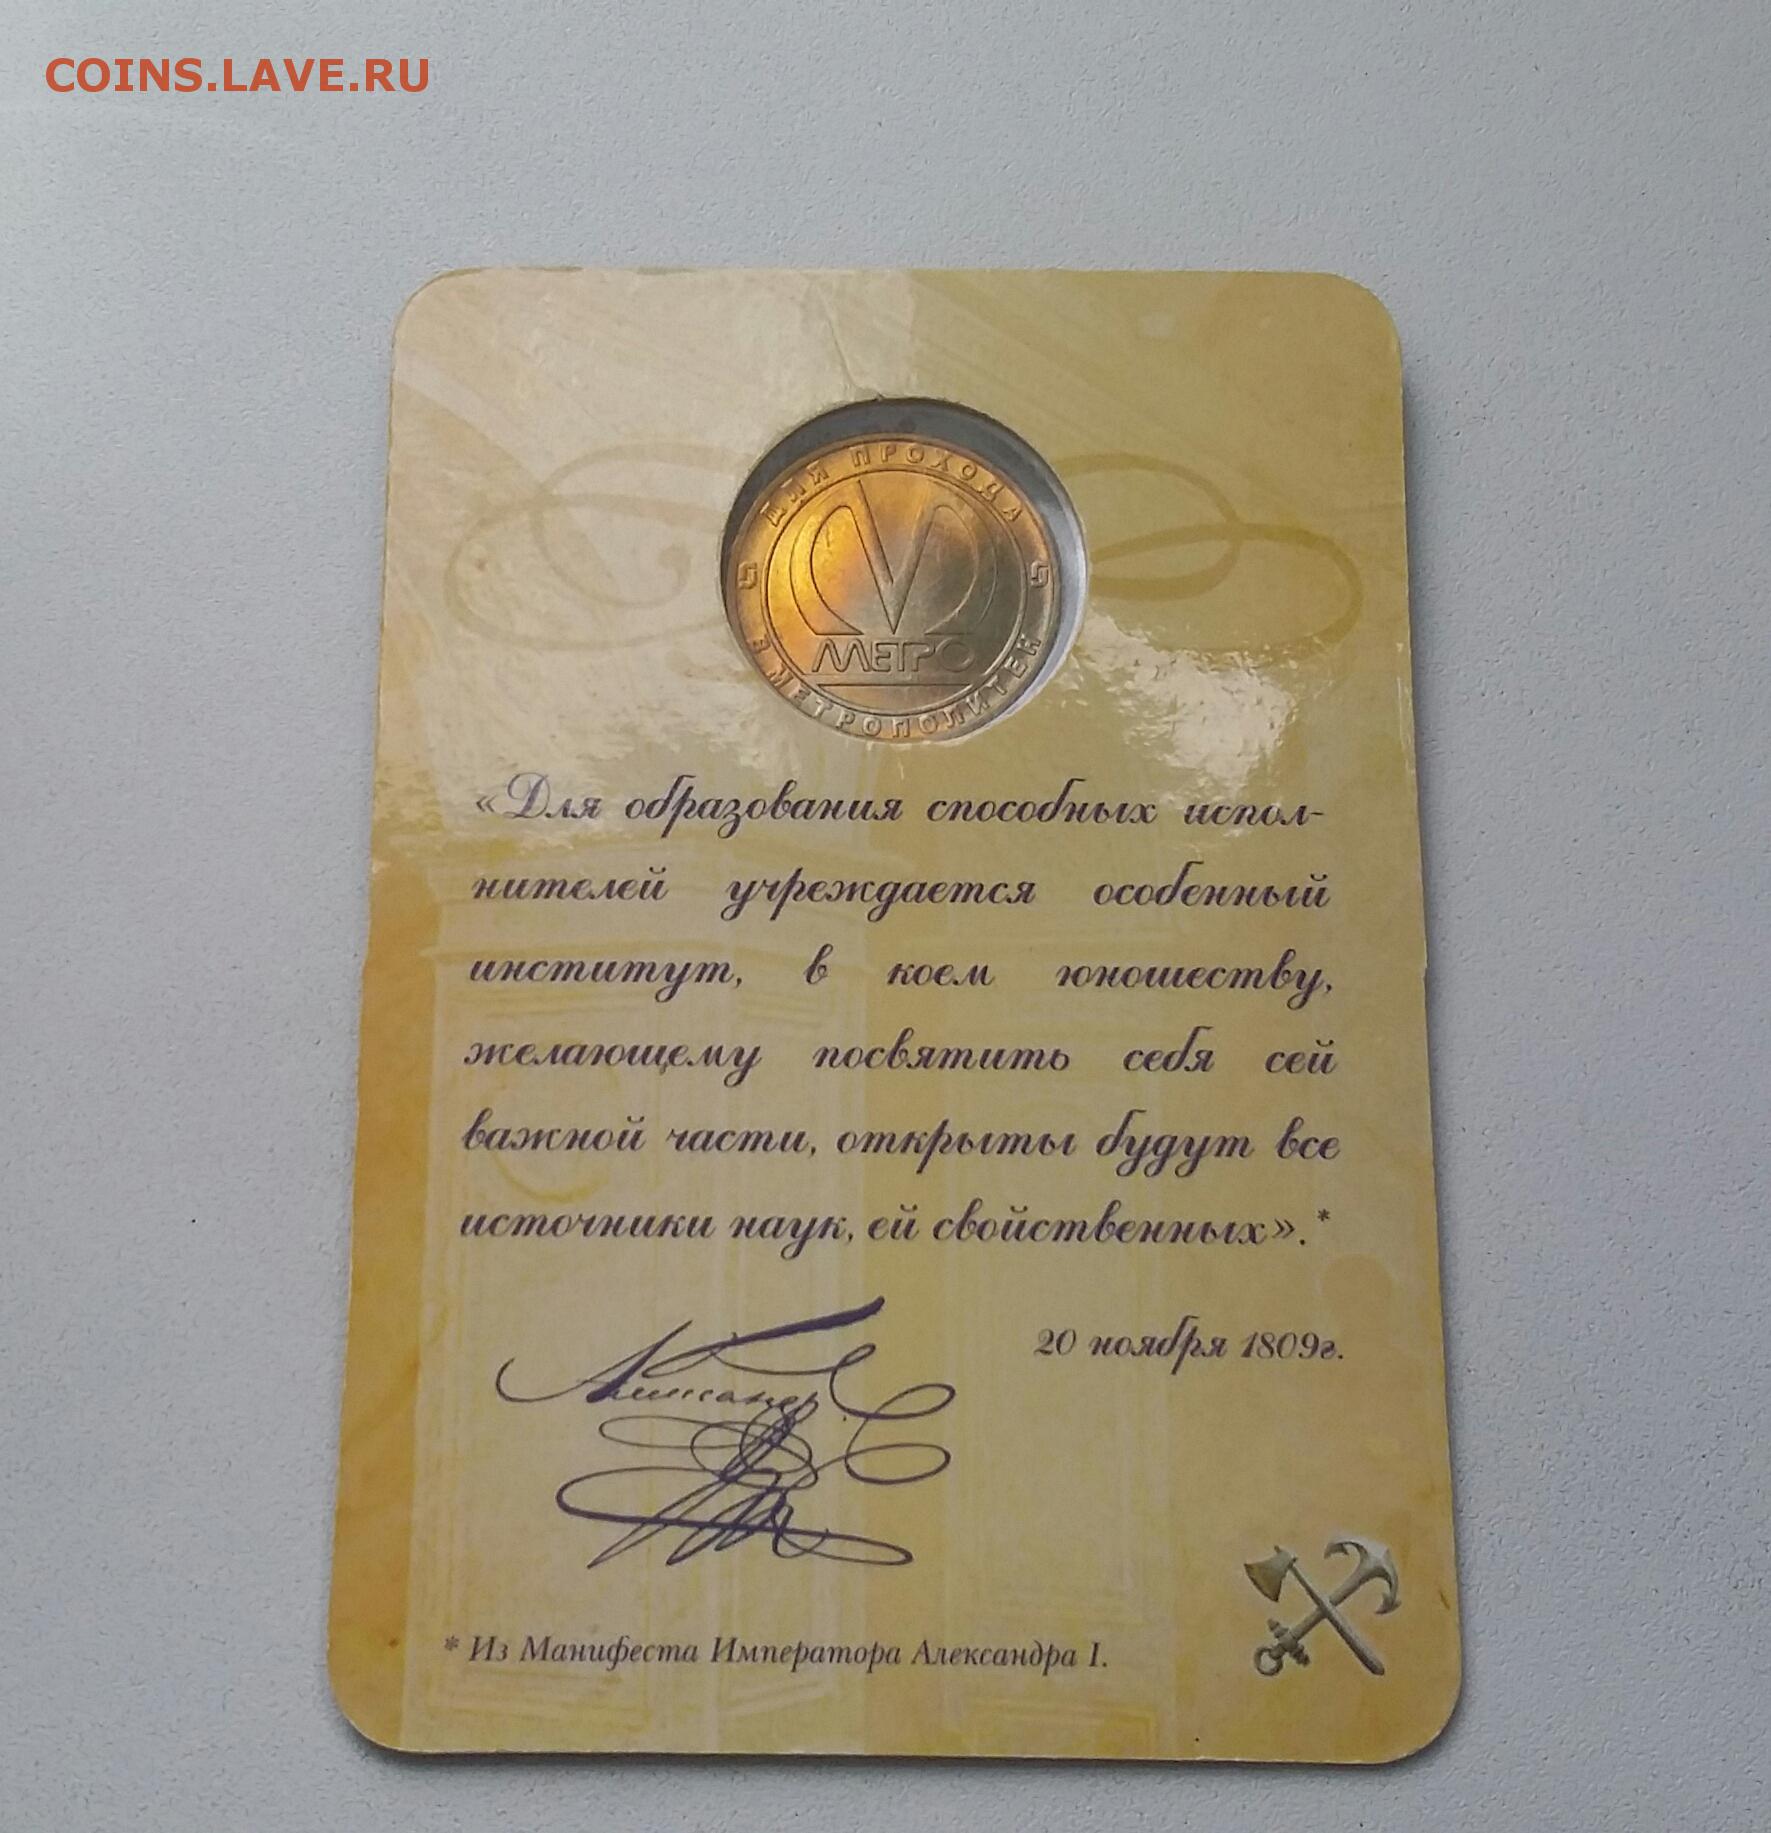 COINS.LAVE.RU
ДЛЯ ПРОХОДА
МЕТРО
В МЕТРОПОЛИТЕН
«Для образования способных испол-
нителей учреждается особенный
институт, в коем юношеству,
желающему посвятить себя сей
важной части, открыты будут все
источники наук, ей свойственных».*
20 ноября 1809г.
Александр
* Из Манифеста Императора Александра I.